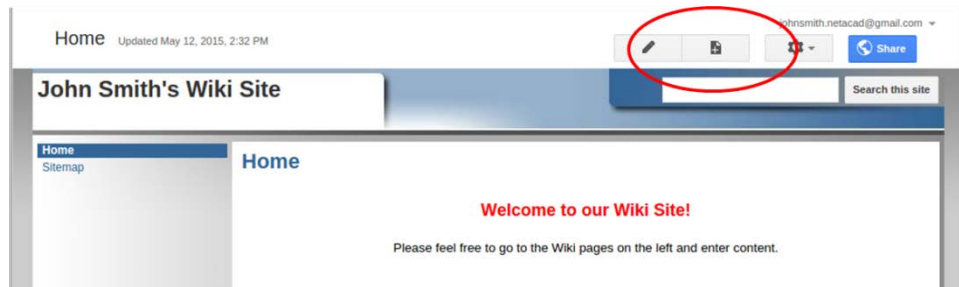 johnsmith.netacad@gmail.com
Home Updated May 12, 2015, 2:32 PM
Share
John Smith's Wiki Site
Search this site
Home
Sitemap
Home
Welcome to our Wiki Site!
Please feel free to go to the Wiki pages on the left and enter content.